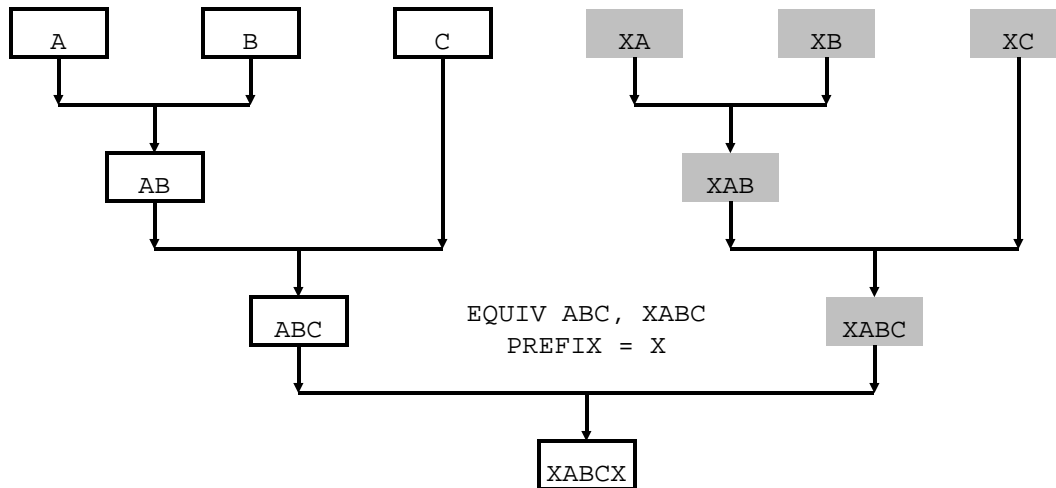 A B C XA XB XC
AB XAB
ABC EQUIV ABC, XABC XABC
PREFIX = X
XABCX